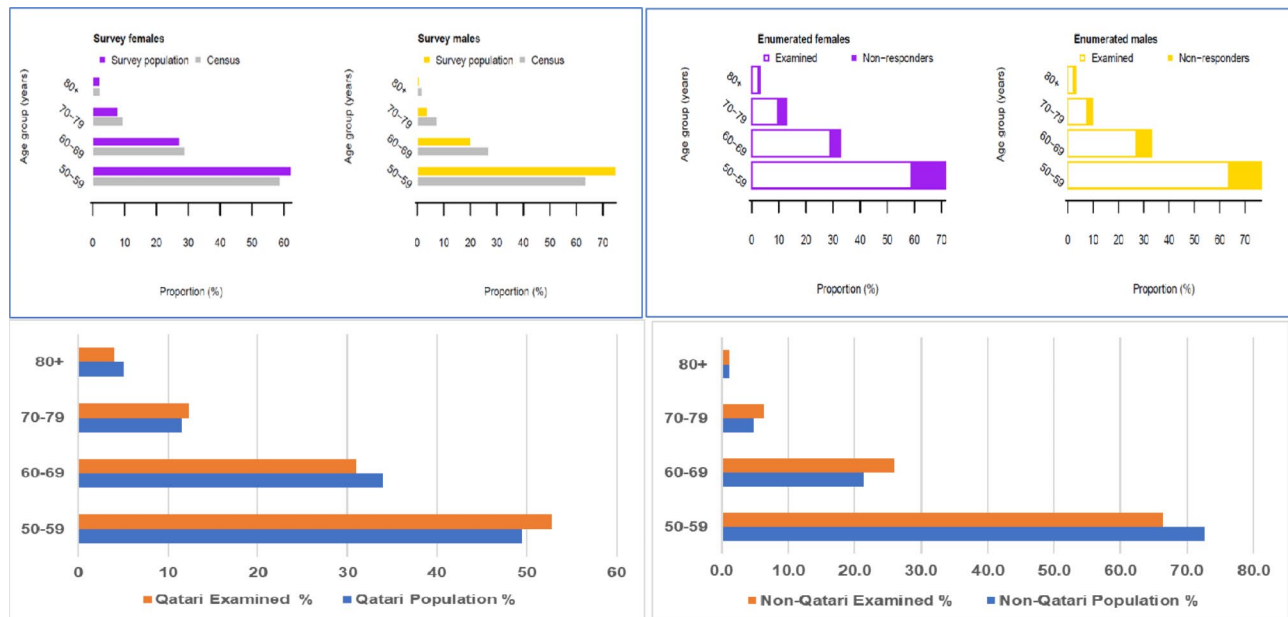 Survey females
Survey population Census
Age group (years)
80+
70-79
60-69
50-59
0 10 20 30 40 50 60
Proportion (%)
Survey males
Survey population Census
Age group (years)
80+
70-79
60-69
50-59
0 10 20 30 40 50 60 70
Proportion (%)
Enumerated females
Examined Non-responders
Age group (years)
80+
70-79
60-69
50-59
0 10 20 30 40 50 60 70
Proportion (%)
Enumerated males
Examined Non-responders
Age group (years)
80+
70-79
60-69
50-59
0 10 20 30 40 50 60 70
Proportion (%)
80+
70-79
60-69
50-59
0 10 20 30 40 50 60
Qatari Examined % Qatari Population %
80+
70-79
60-69
50-59
0.0 10.0 20.0 30.0 40.0 50.0 60.0 70.0 80.0
Non-Qatari Examined % Non-Qatari Population %